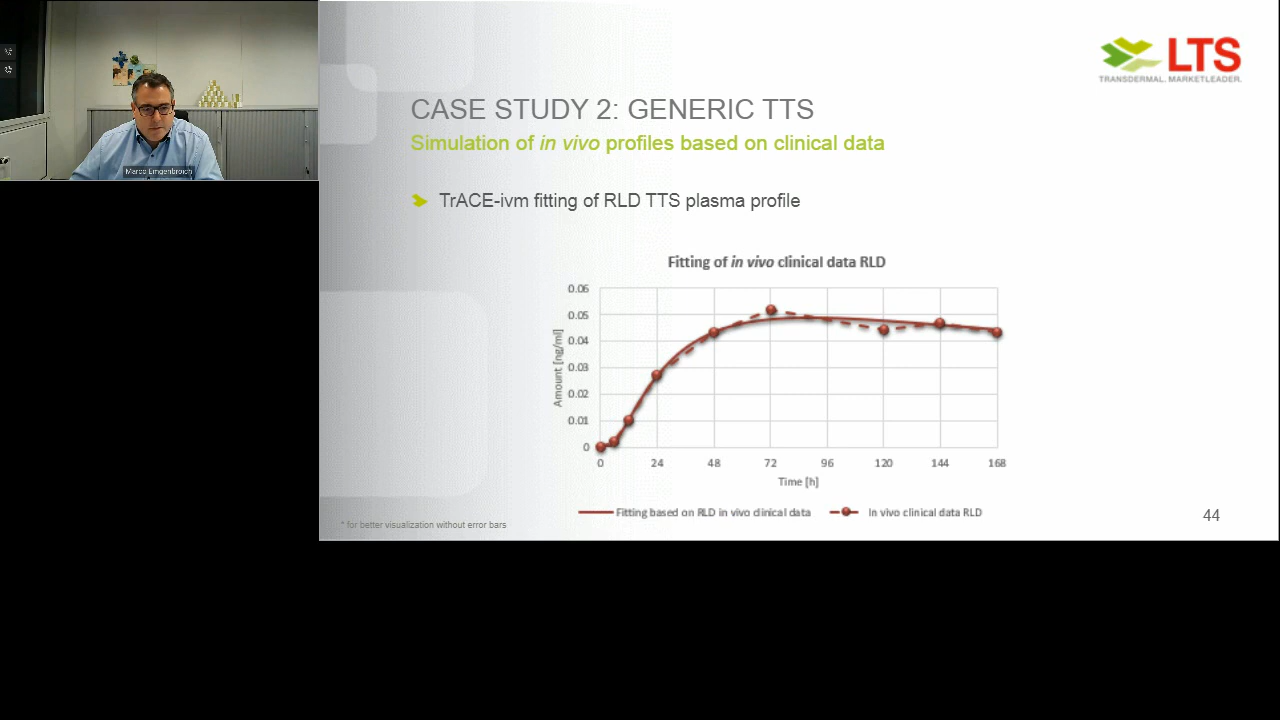 Marco Emgenbroich
LTS
TRANSDERMAL. MARKETLEADER.
CASE STUDY 2: GENERIC TTS
Simulation of in vivo profiles based on clinical data
TrACE-ivm fitting of RLD TTS plasma profile
Fitting of in vivo clinical data RLD
0.06
0.05
0.04
0.03
0.02
0.01
0
Amount [ng/ml]
0 24 48 72 96 120 144 168
Time [h]
Fitting based on RLD in vivo clinical data
In vivo clinical data RLD
* for better visualization without error bars
44